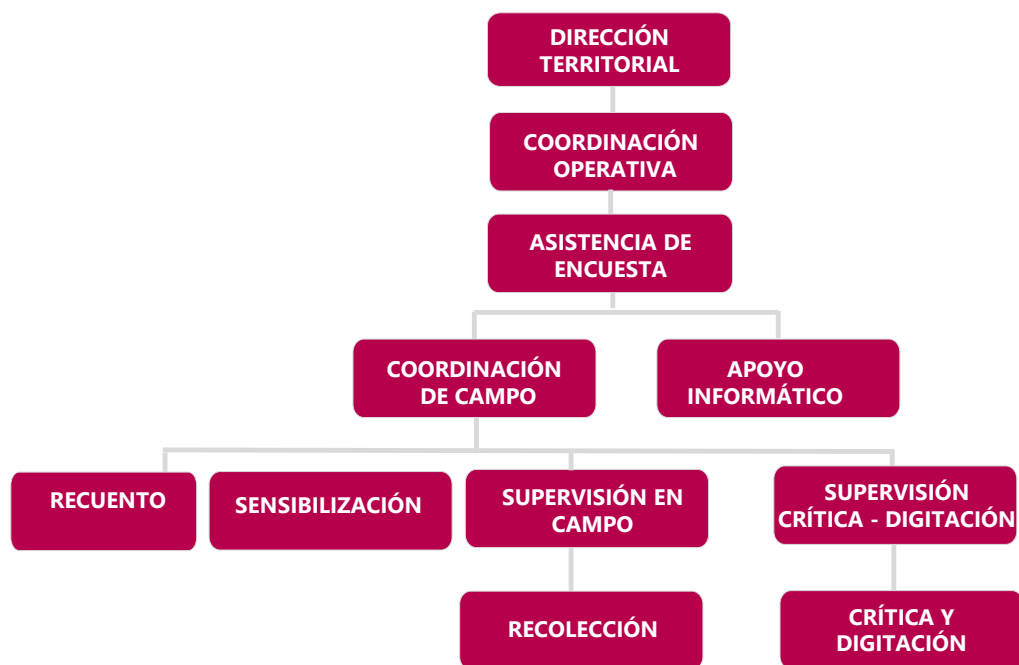 DIRECCIÓN
TERRITORIAL
COORDINACIÓN
OPERATIVA
ASISTENCIA DE
ENCUESTA
COORDINACIÓN
DE CAMPO
APOYO
INFORMÁTICO
RECUENTO
SENSIBILIZACIÓN
SUPERVISIÓN EN
CAMPO
SUPERVISIÓN
CRÍTICA - DIGITACIÓN
RECOLECCIÓN
CRÍTICA Y
DIGITACIÓN